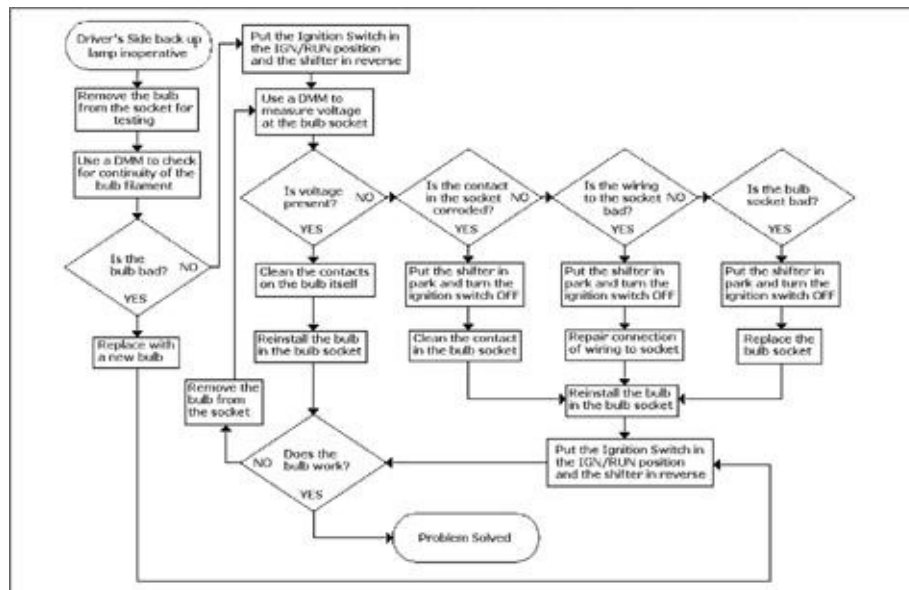 Driver's Side back up
lamp inoperative
Remove the bulb
from the socket for
testing
Use a DMM to check
for continuity of the
bulb filament
Is the
bulb bad?
NO
YES
Replace with
a new bulb
Put the Ignition Switch in
the IGN/RUN position
and the shifter in reverse
Use a DMM to
measure voltage
at the bulb socket
Is voltage
present?
NO
YES
Clean the contacts
on the bulb itself
Reinstall the bulb
in the bulb socket
Is the contact
in the socket
corroded?
NO
YES
Put the shifter in
park and turn the
ignition switch OFF
Clean the contact
in the bulb socket
Is the wiring
to the socket
bad?
NO
YES
Put the shifter in
park and turn the
ignition switch OFF
Repair connection
of wiring to socket
Is the bulb
socket bad?
YES
Put the shifter in
park and turn the
ignition switch OFF
Replace the
bulb socket
Reinstall the bulb
in the bulb socket
Put the Ignition Switch in
the IGN/RUN position
and the shifter in reverse
Does the
bulb work?
NO
YES
Remove the
bulb from
the socket
Problem Solved